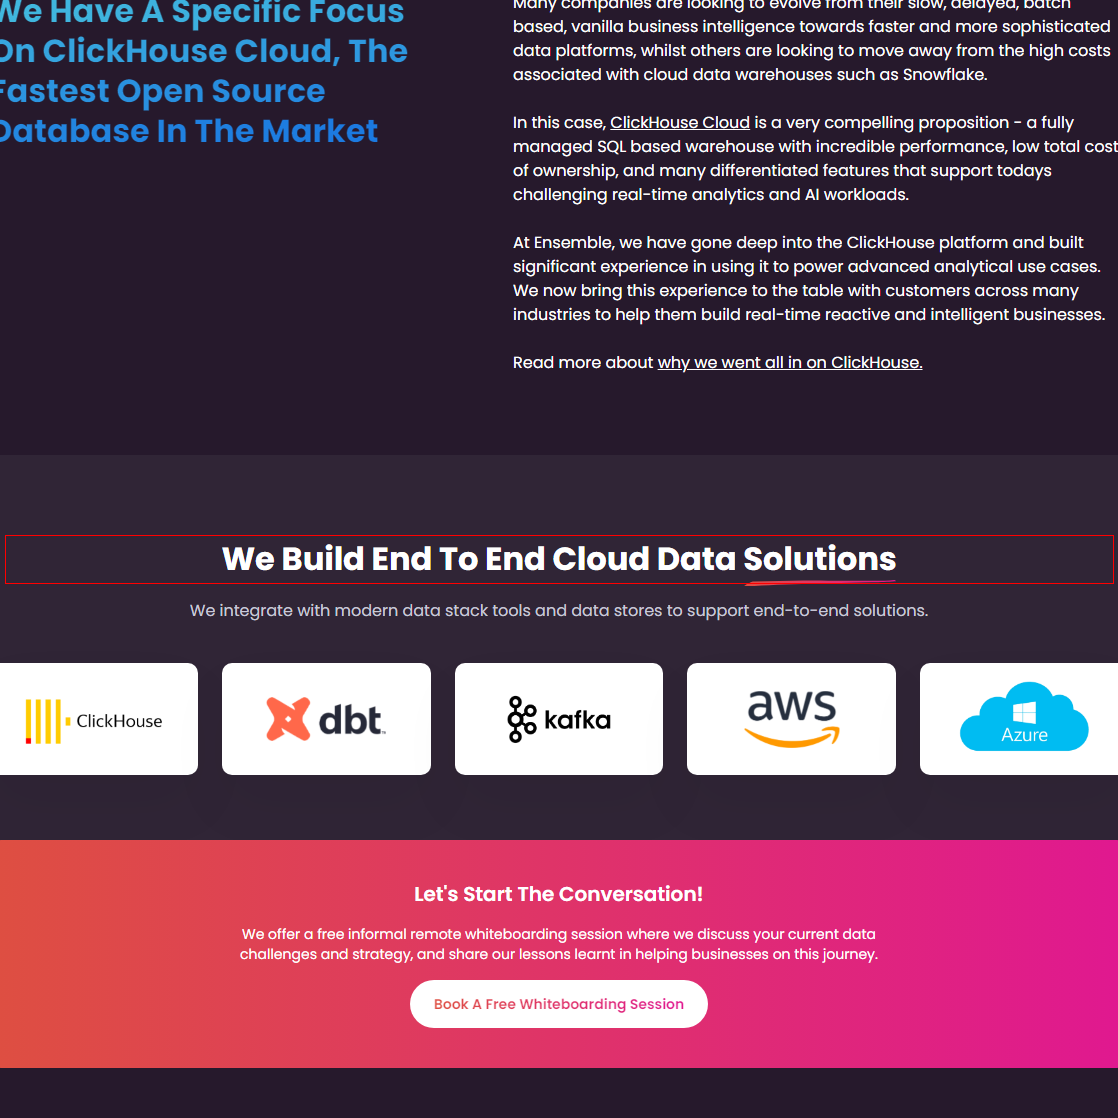 We Have A Specific Focus
On ClickHouse Cloud, The
Fastest Open Source
Database In The Market
Many companies are looking to evolve from their slow, delayed, batch
based, vanilla business intelligence towards faster and more sophisticated
data platforms, whilst others are looking to move away from the high costs
associated with cloud data warehouses such as Snowflake.
In this case, ClickHouse Cloud is a very compelling proposition - a fully
managed SQL based warehouse with incredible performance, low total cost
of ownership, and many differentiated features that support todays
challenging real-time analytics and AI workloads.
At Ensemble, we have gone deep into the ClickHouse platform and built
significant experience in using it to power advanced analytical use cases.
We now bring this experience to the table with customers across many
industries to help them build real-time reactive and intelligent businesses.
Read more about why we went all in on ClickHouse.
We Build End To End Cloud Data Solutions
We integrate with modern data stack tools and data stores to support end-to-end solutions.
ClickHouse
dbt
kafka
aws
Azure
Let's Start The Conversation!
We offer a free informal remote whiteboarding session where we discuss your current data
challenges and strategy, and share our lessons learnt in helping businesses on this journey.
Book A Free Whiteboarding Session